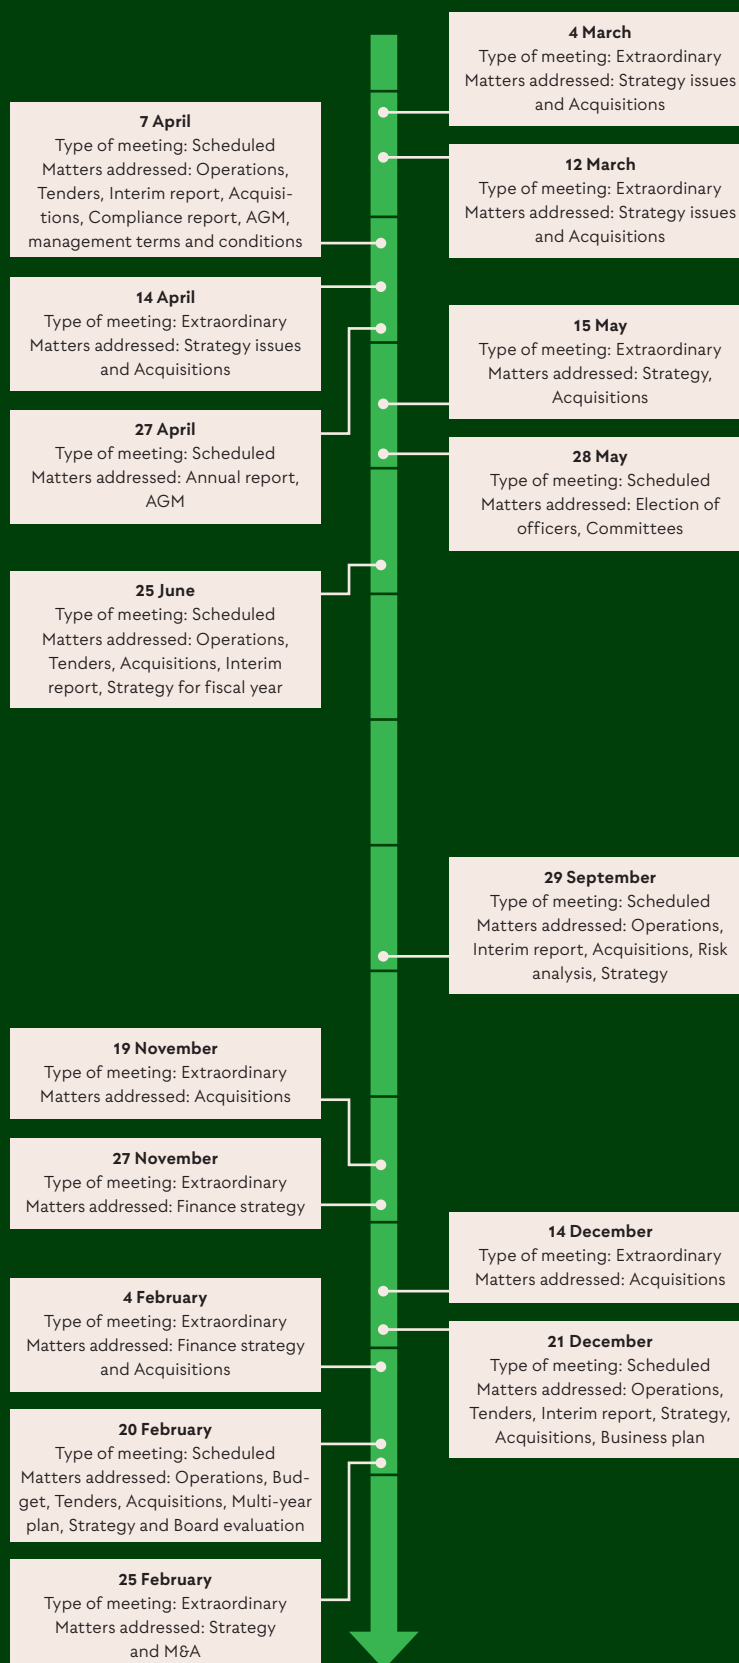 4 March
Type of meeting: Extraordinary
Matters addressed: Strategy issues
and Acquisitions
12 March
Type of meeting: Extraordinary
Matters addressed: Strategy issues
and Acquisitions
7 April
Type of meeting: Scheduled
Matters addressed: Operations,
Tenders, Interim report, Acquisi-
tions, Compliance report, AGM,
management terms and conditions
14 April
Type of meeting: Extraordinary
Matters addressed: Strategy issues
and Acquisitions
27 April
Type of meeting: Scheduled
Matters addressed: Annual report,
AGM
15 May
Type of meeting: Extraordinary
Matters addressed: Strategy,
Acquisitions
28 May
Type of meeting: Scheduled
Matters addressed: Election of
officers, Committees
25 June
Type of meeting: Scheduled
Matters addressed: Operations,
Tenders, Acquisitions, Interim
report, Strategy for fiscal year
29 September
Type of meeting: Scheduled
Matters addressed: Operations,
Interim report, Acquisitions, Risk
analysis, Strategy
19 November
Type of meeting: Extraordinary
Matters addressed: Acquisitions
27 November
Type of meeting: Extraordinary
Matters addressed: Finance strategy
14 December
Type of meeting: Extraordinary
Matters addressed: Acquisitions
21 December
Type of meeting: Scheduled
Matters addressed: Operations,
Tenders, Interim report, Strategy,
Acquisitions, Business plan
4 February
Type of meeting: Extraordinary
Matters addressed: Finance strategy
and Acquisitions
20 February
Type of meeting: Scheduled
Matters addressed: Operations, Bud-
get, Tenders, Acquisitions, Multi-year
plan, Strategy and Board evaluation
25 February
Type of meeting: Extraordinary
Matters addressed: Strategy
and M&A